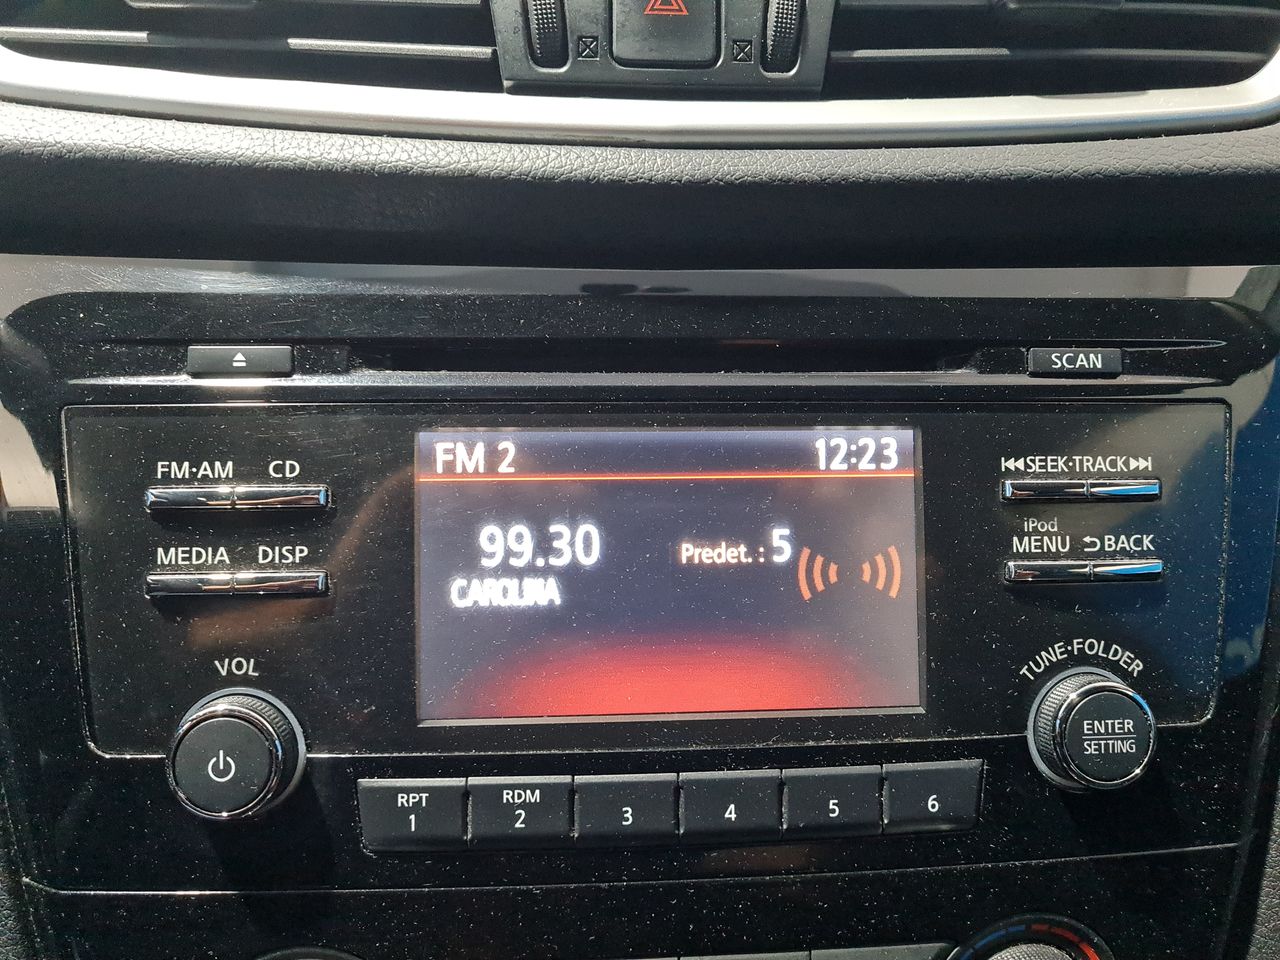 SCAN
FM·AM CD
MEDIA DISP
VOL
FM 2 12:23
99.30 Predet. : 5
CAROLINA
SEEK·TRACK
iPod
MENU BACK
TUNE·FOLDER
ENTER
SETTING
RPT
1
RDM
2
3
4
5
6